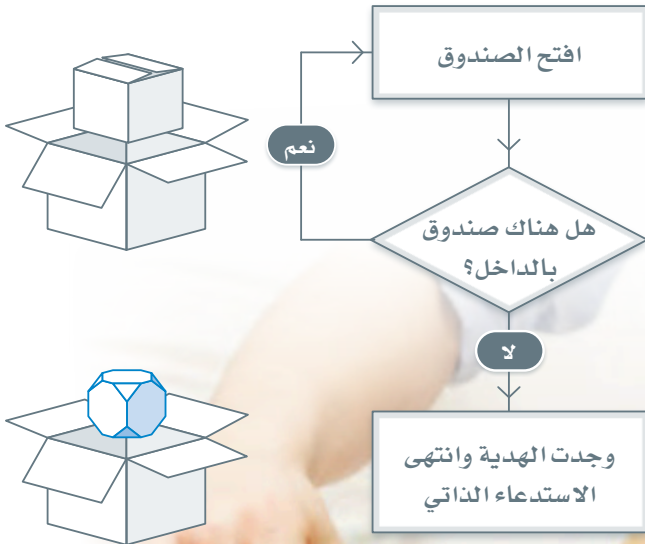 افتح الصندوق
نعم
هل هناك صندوق
بالداخل؟
لا
وجدت الهدية وانتهى
الاستدعاء الذاتي